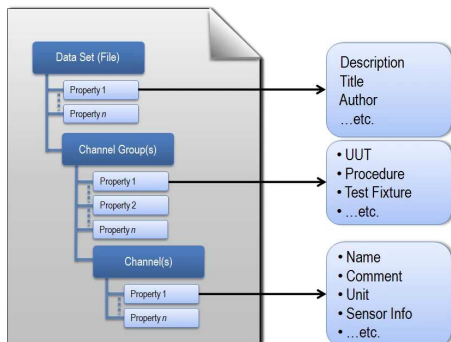 Data Set (File)
Property 1
Property n
Channel Group(s)
Property 1
Property 2
Property n
Channel(s)
Property 1
Property n
Description
Title
Author
…etc.
• UUT
• Procedure
• Test Fixture
• …etc.
• Name
• Comment
• Unit
• Sensor Info
• …etc.